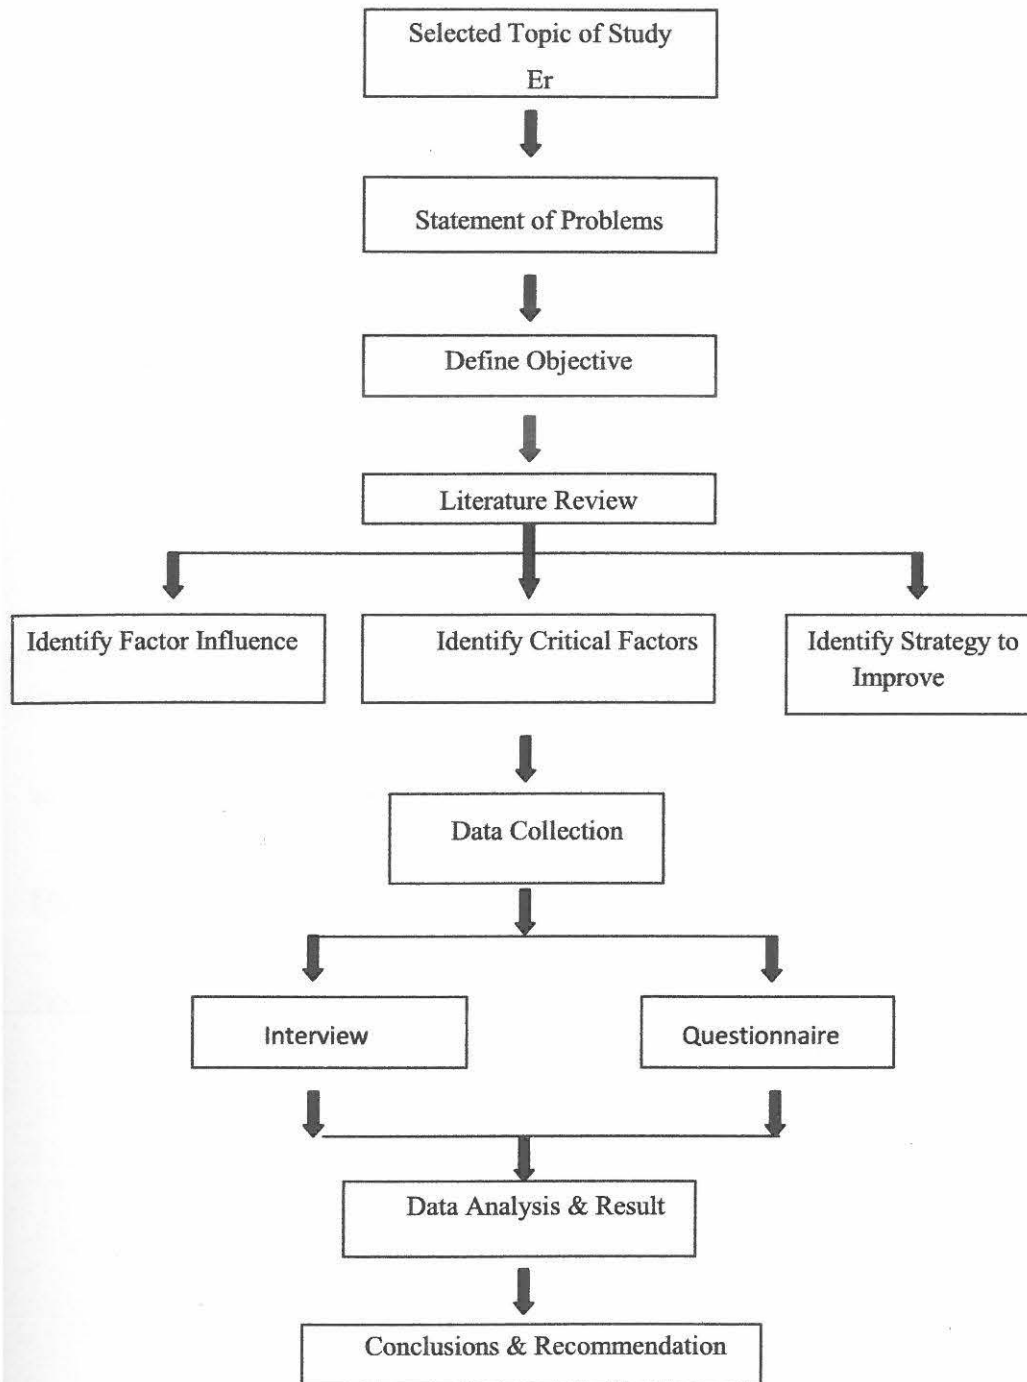 Selected Topic of Study
Er
Statement of Problems
Define Objective
Literature Review
Identify Factor Influence
Identify Critical Factors
Identify Strategy to
Improve
Data Collection
Interview
Questionnaire
Data Analysis & Result
Conclusions & Recommendation